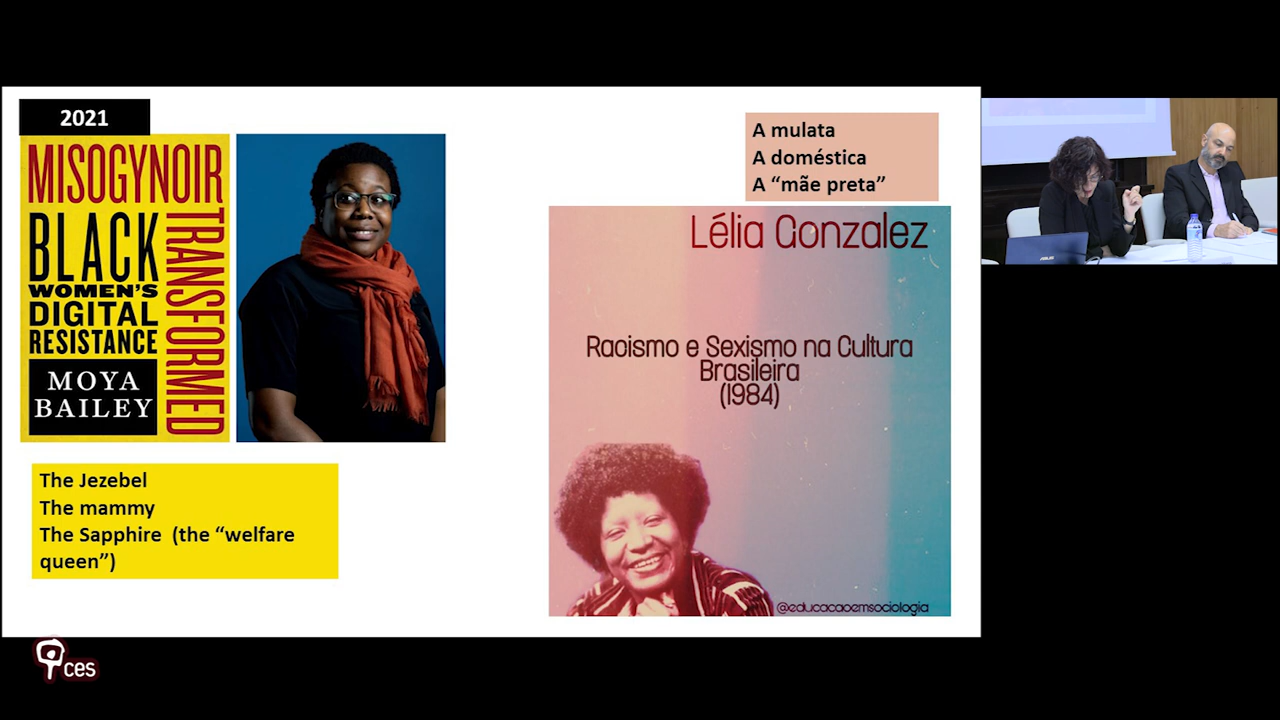 2021
MISOGYNOIR
TRANSFORMED
BLACK
WOMEN'S
DIGITAL
RESISTANCE
MOYA
BAILEY
The Jezebel
The mammy
The Sapphire (the “welfare
queen”)
A mulata
A doméstica
A “mãe preta”
Lélia Gonzalez
Racismo e Sexismo na Cultura
Brasileira
(1984)
@educacaoemsociologia
ASUS
ces